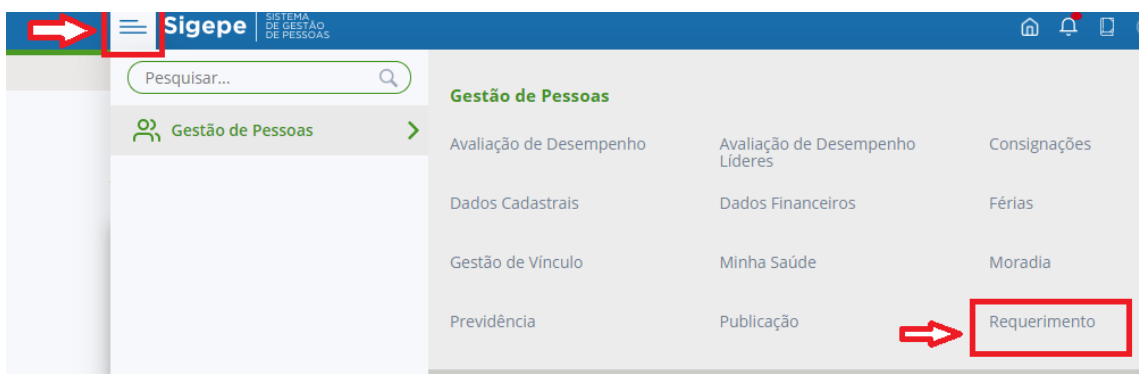 Sigepe
SISTEMA
DE GESTÃO
DE PESSOAS
Pesquisar...
Gestão de Pessoas
Gestão de Pessoas
Avaliação de Desempenho
Avaliação de Desempenho
Líderes
Consignações
Dados Cadastrais
Dados Financeiros
Férias
Gestão de Vínculo
Minha Saúde
Moradia
Previdência
Publicação
Requerimento